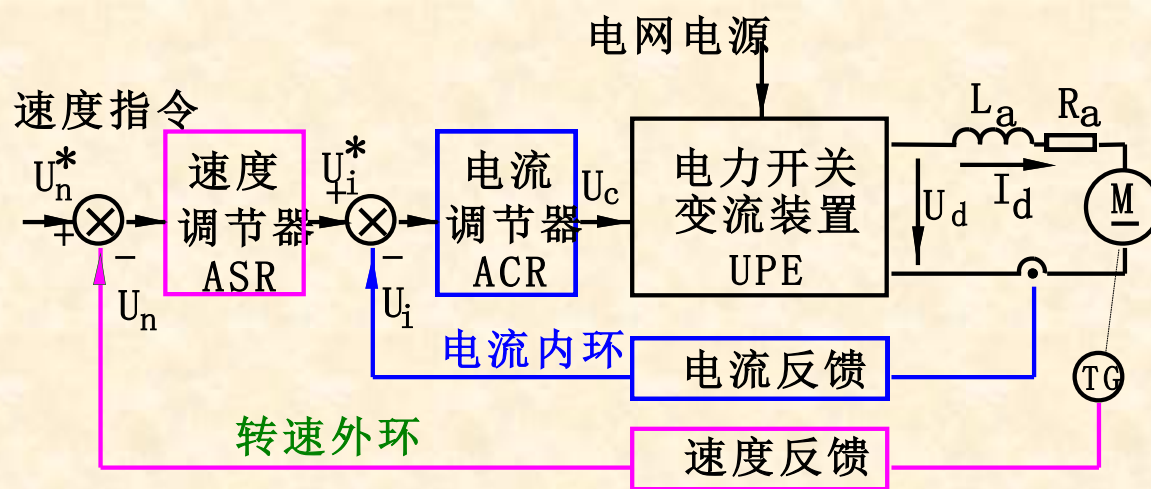 电网电源
速度指令
U*n
+
-
Un
速度
调节器
ASR
U*i
+
-
Ui
电流
调节器
ACR
Uc
电力开关
变流装置
UPE
Ud
La
Ra
Id
M
TG
电流内环
电流反馈
转速外环
速度反馈